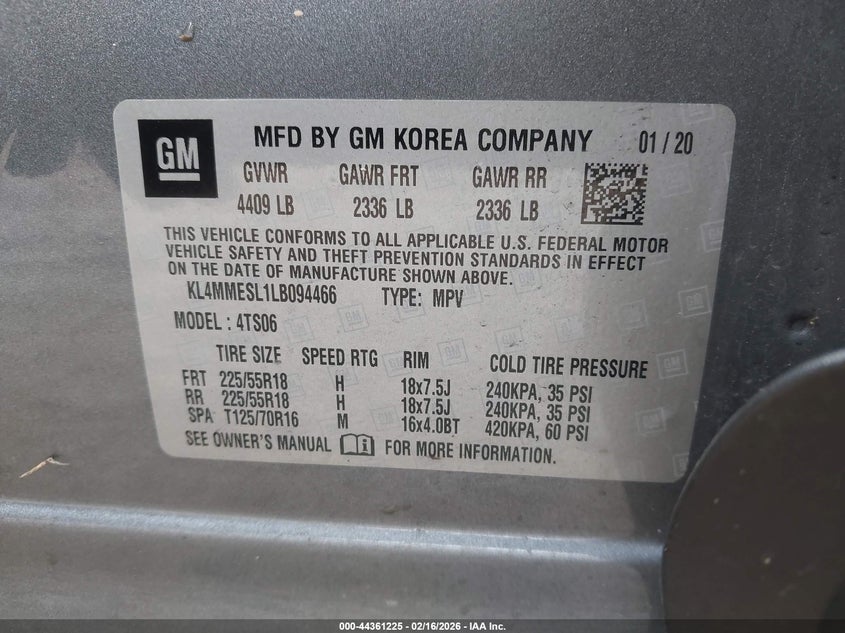 GM MFD BY GM KOREA COMPANY 01 / 20
GVWR GAWR FRT GAWR RR
4409 LB 2336 LB 2336 LB
THIS VEHICLE CONFORMS TO ALL APPLICABLE U.S. FEDERAL MOTOR
VEHICLE SAFETY AND THEFT PREVENTION STANDARDS IN EFFECT
ON THE DATE OF MANUFACTURE SHOWN ABOVE.
KL4MMESL1LB094466 TYPE: MPV
MODEL : 4TS06
TIRE SIZE SPEED RTG RIM COLD TIRE PRESSURE
FRT 225/55R18 H 18x7.5J 240KPA, 35 PSI
RR 225/55R18 H 18x7.5J 240KPA, 35 PSI
SPA T125/70R16 M 16x4.0BT 420KPA, 60 PSI
SEE OWNER'S MANUAL FOR MORE INFORMATION.
000-44361225 - 02/16/2026 - IAA Inc.